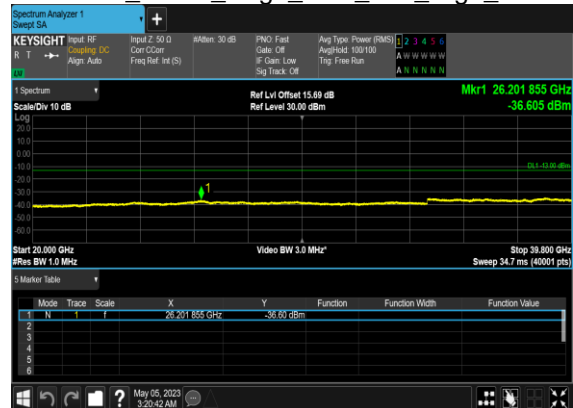 Spectrum Analyzer 1
Swept SA
+
KEYSIGHT
R T
LW
Input: RF
Coupling: DC
Align: Auto
Input Z: 50 Ω
Corr CCorr
Freq Ref: Int (S)
#Atten: 30 dB
PNO: Fast
Gate: Off
IF Gain: Low
Sig Track: Off
Avg Type: Power (RMS)
Avg|Hold: 100/100
Trig: Free Run
1 2 3 4 5 6
A W W W W W
A N N N N N
1 Spectrum
Scale/Div 10 dB
Ref Lvl Offset 15.69 dB
Ref Level 30.00 dBm
Mkr1 26.201 855 GHz
-36.605 dBm
Log
20.0
10.0
0.00
-10.0
-20.0
-30.0
-40.0
-50.0
-60.0
DL1 -13.00 dBm
1
Start 20.000 GHz
#Res BW 1.0 MHz
Video BW 3.0 MHz*
Stop 39.800 GHz
Sweep 34.7 ms (40001 pts)
5 Marker Table
Mode Trace Scale X Y Function Function Width Function Value
1 N 1 f 26.201 855 GHz -36.60 dBm
2
3
4
5
6
?
May 05, 2023
3:20:42 AM